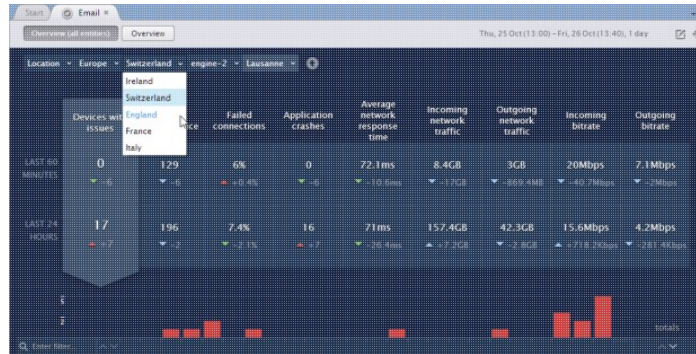 Start Email ×
Overview (all entities) Overview Thu, 25 Oct (13:00) – Fri, 26 Oct (13:40), 1 day
Location Europe Switzerland engine-2 Lausanne
Ireland
Switzerland
England
France
Italy
Devices with issues
Failed connections
Application crashes
Average network response time
Incoming network traffic
Outgoing network traffic
Incoming bitrate
Outgoing bitrate
LAST 60 MINUTES 0 129 6% 0 72.1ms 8.4GB 3GB 20Mbps 7.1Mbps
-6 -6 +0.4% -6 -10.6ms -17GB -869.4MB -40.7Mbps -2Mbps
LAST 24 HOURS 17 196 7.4% 16 71ms 157.4GB 42.3GB 15.6Mbps 4.2Mbps
+7 -2 -2.1% +7 -26.4ms +7.2GB -2.8GB +718.2Kbps -281.4Kbps
totals
Enter filter...